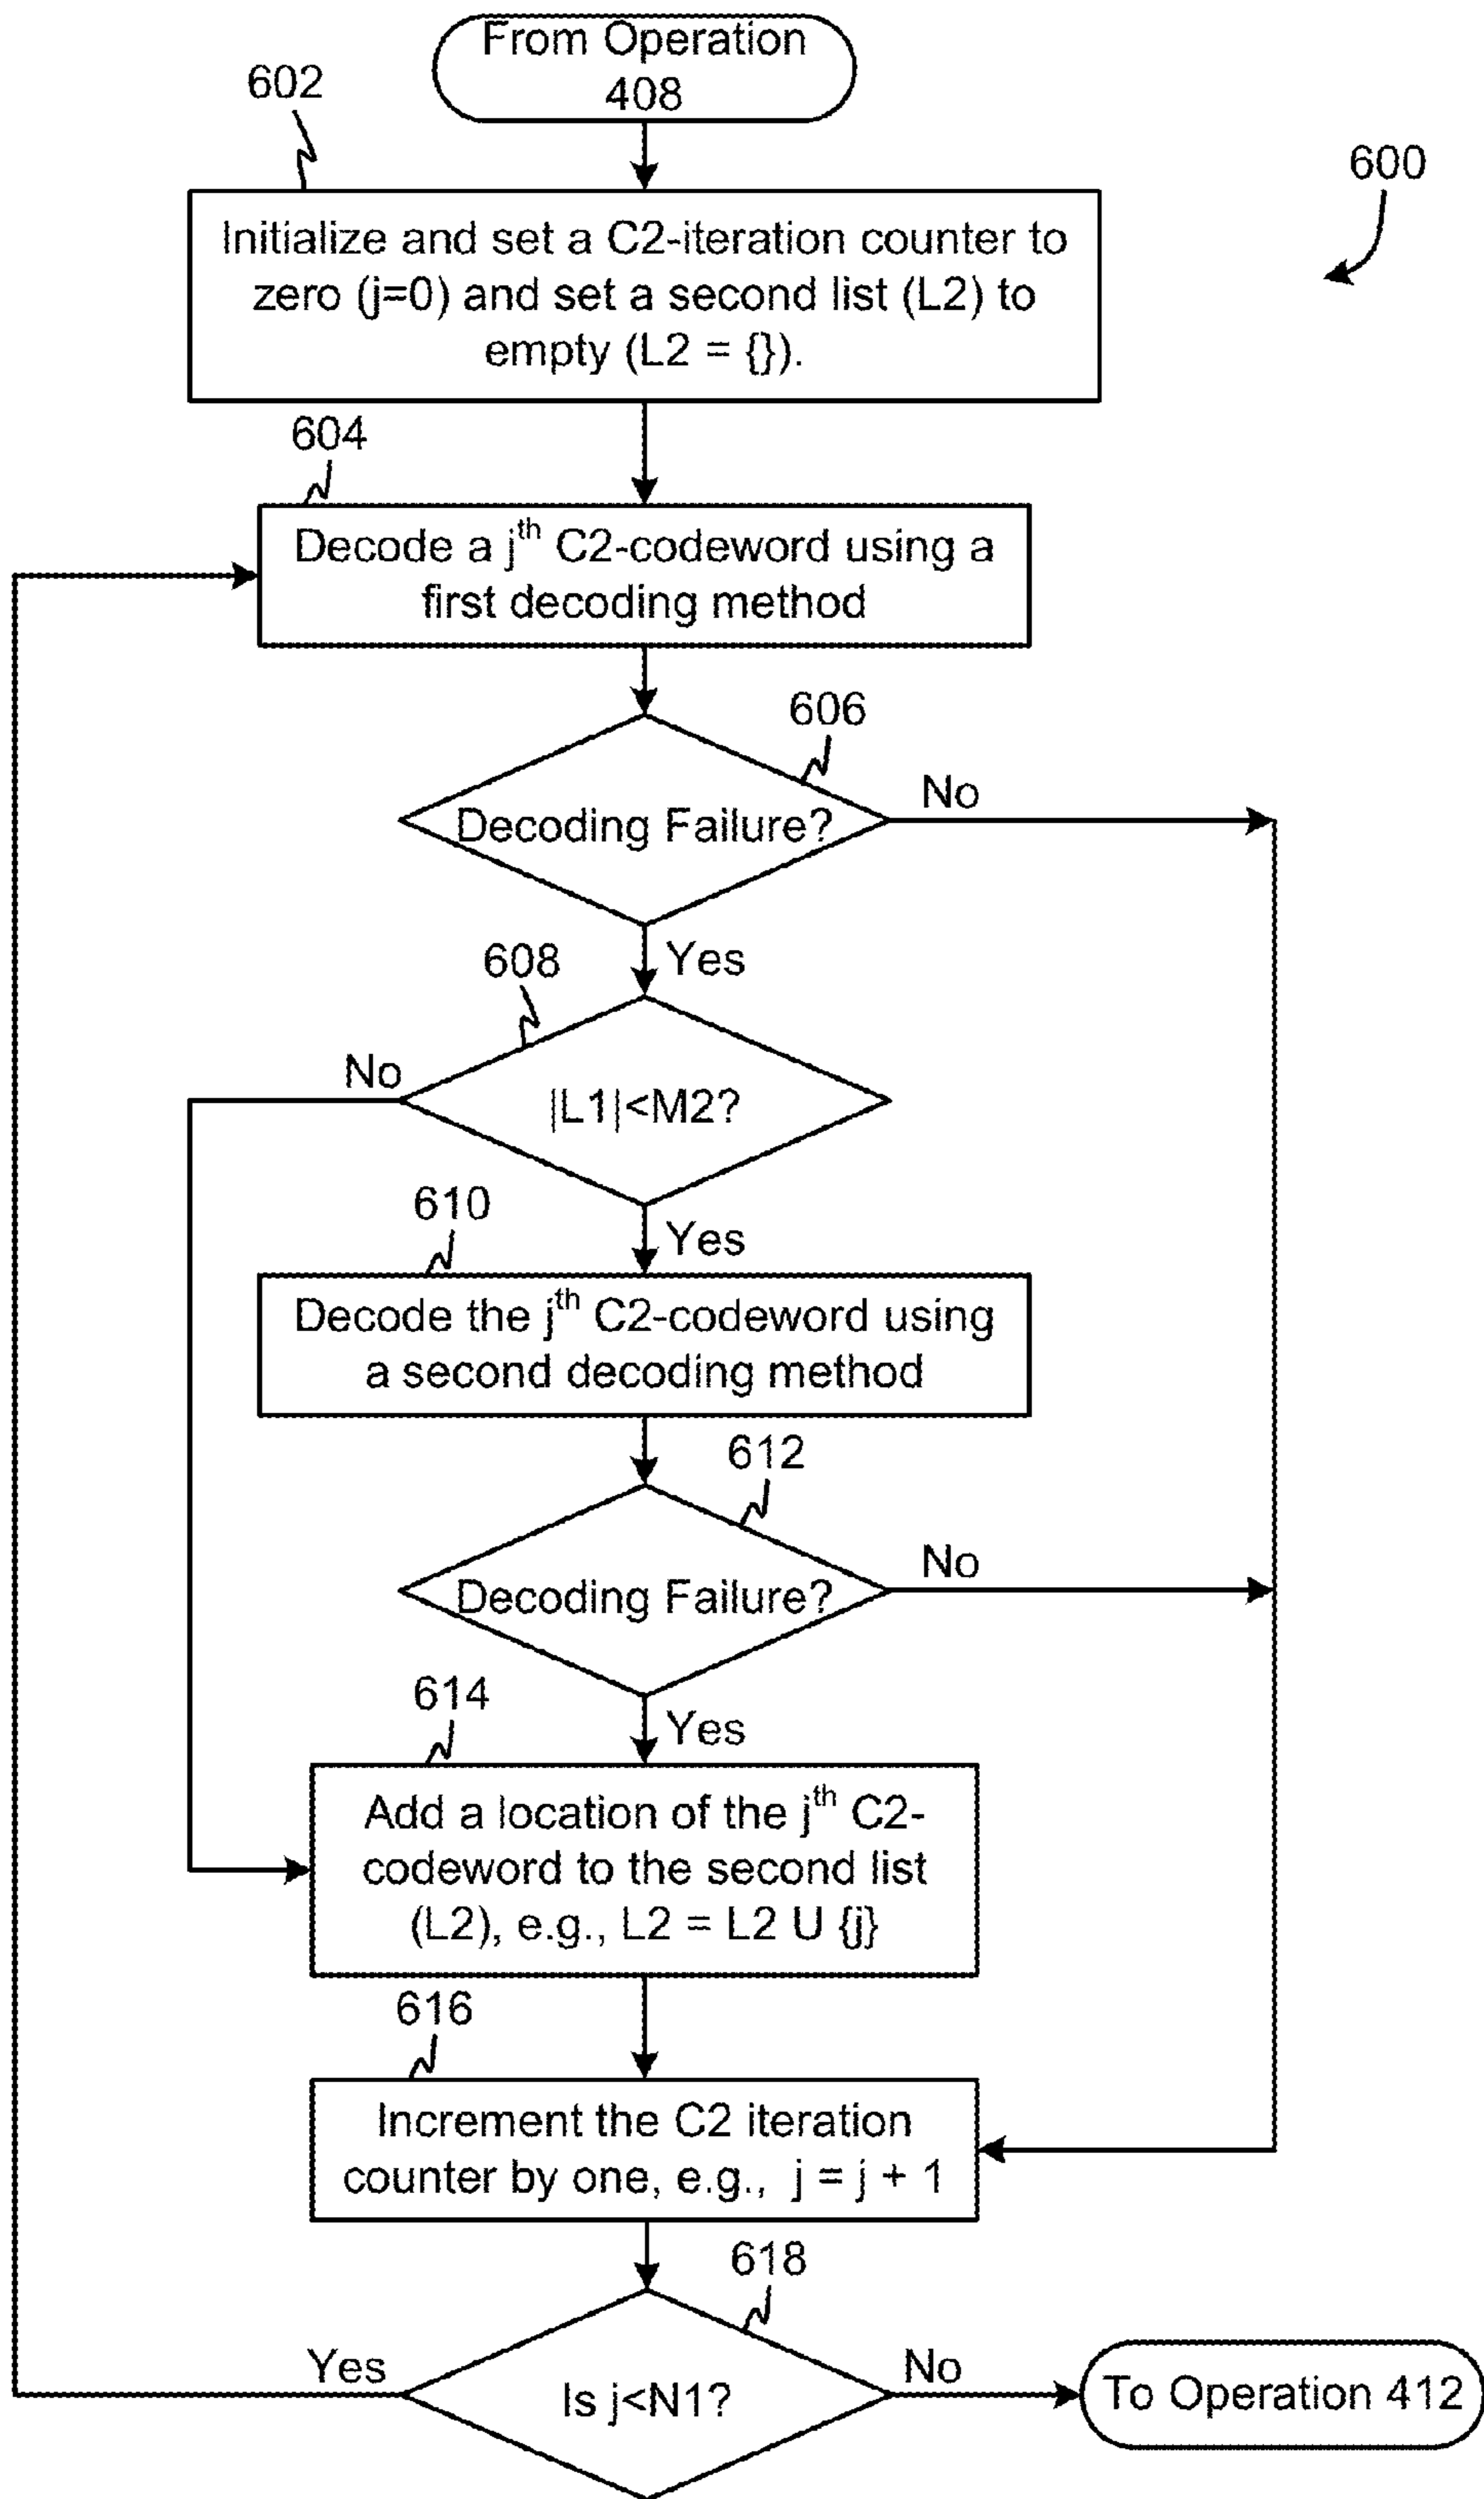 From Operation
408
602
600
Initialize and set a C2-iteration counter to
zero (j=0) and set a second list (L2) to
empty (L2 = {}).
604
Decode a jth C2-codeword using a
first decoding method
606
No
Decoding Failure?
Yes
608
No
|L1|<M2?
610
Yes
Decode the jth C2-codeword using
a second decoding method
612
No
Decoding Failure?
614
Yes
Add a location of the jth C2-
codeword to the second list
(L2), e.g., L2 = L2 U {j}
616
Increment the C2 iteration
counter by one, e.g., j = j + 1
618
Yes
No
Is j<N1?
To Operation 412